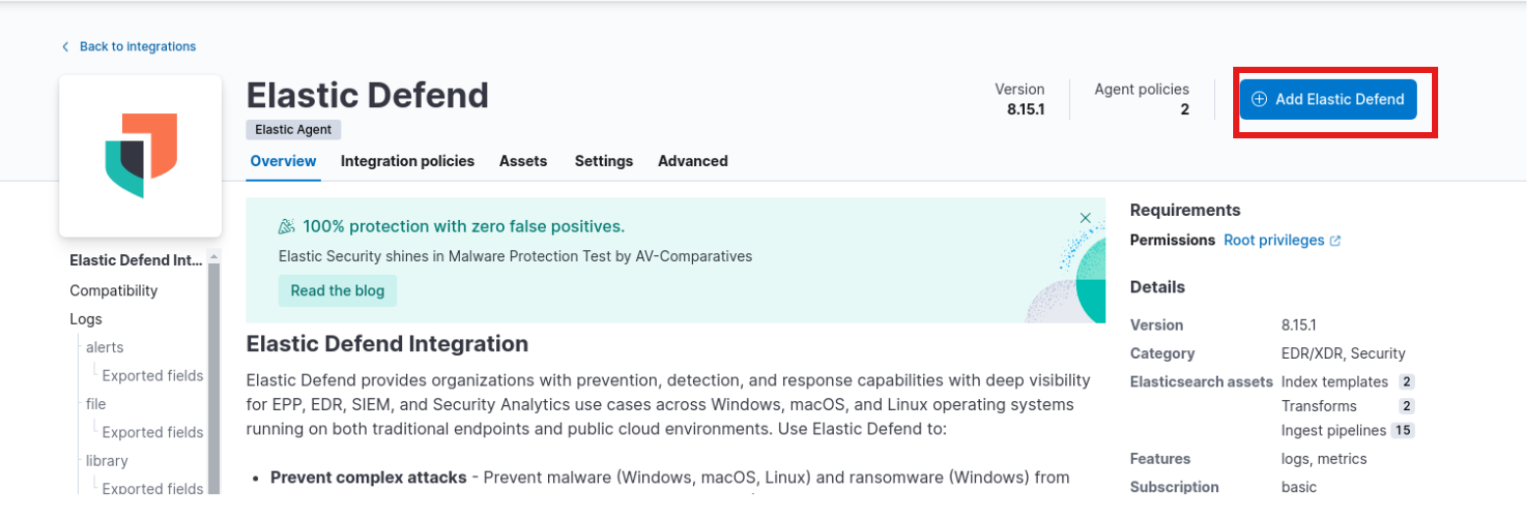 Back to integrations
Elastic Defend
Elastic Agent
Version
8.15.1
Agent policies
2
Add Elastic Defend
Overview Integration policies Assets Settings Advanced
Elastic Defend Int...
Compatibility
Logs
alerts
Exported fields
file
Exported fields
library
Exported fields
100% protection with zero false positives.
Elastic Security shines in Malware Protection Test by AV-Comparatives
Read the blog
Elastic Defend Integration
Elastic Defend provides organizations with prevention, detection, and response capabilities with deep visibility
for EPP, EDR, SIEM, and Security Analytics use cases across Windows, macOS, and Linux operating systems
running on both traditional endpoints and public cloud environments. Use Elastic Defend to:
• Prevent complex attacks - Prevent malware (Windows, macOS, Linux) and ransomware (Windows) from
Requirements
Permissions Root privileges
Details
Version 8.15.1
Category EDR/XDR, Security
Elasticsearch assets Index templates 2
Transforms 2
Ingest pipelines 15
Features logs, metrics
Subscription basic